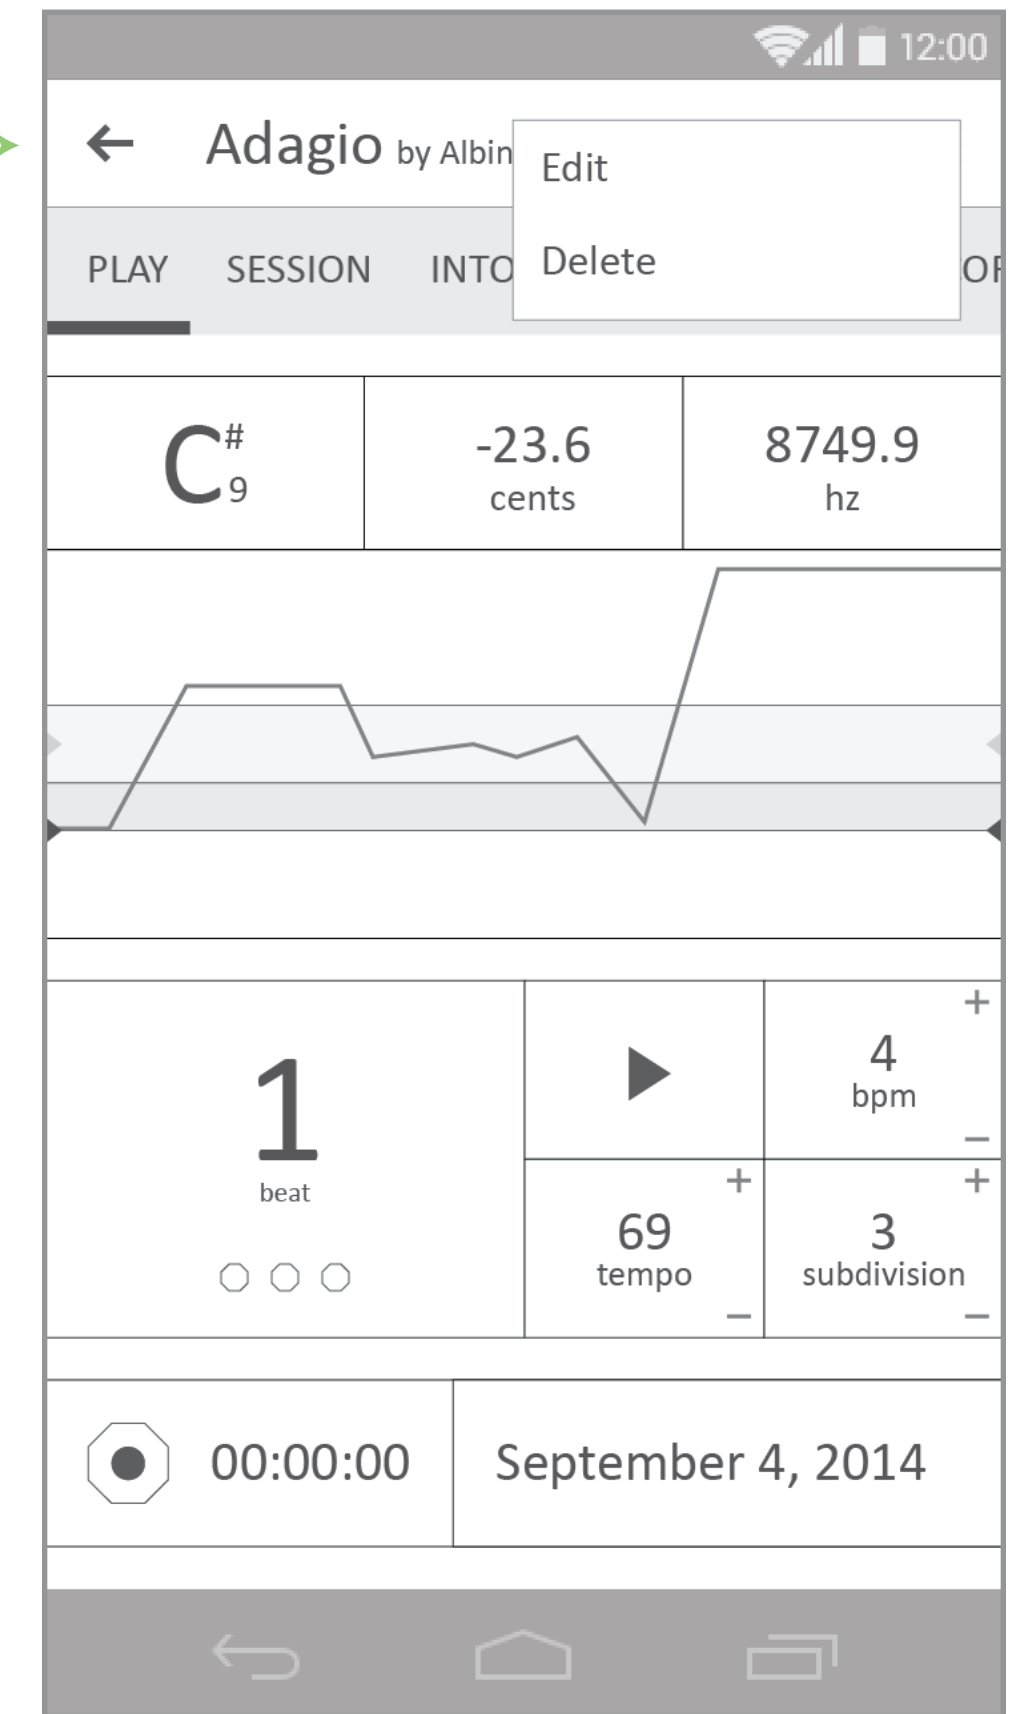 12:00
Adagio by Albin
Edit
Delete
PLAY SESSION INTO
C#9
-23.6
cents
8749.9
hz
1
beat
4
bpm
69
tempo
3
subdivision
00:00:00
September 4, 2014